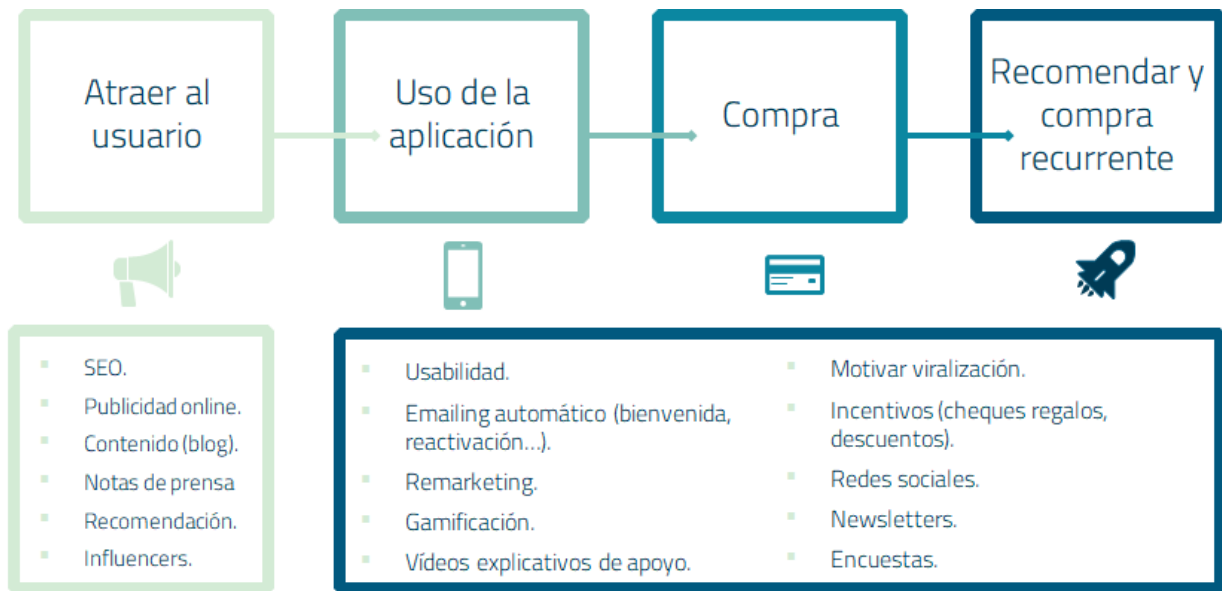 Atraer al
usuario
Uso de la
aplicación
Compra
Recomendar y
compra
recurrente
SEO.
Publicidad online.
Contenido (blog).
Notas de prensa
Recomendación.
Influencers.
Usabilidad.
Emailing automático (bienvenida,
reactivación...).
Remarketing.
Gamificación.
Vídeos explicativos de apoyo.
Motivar viralización.
Incentivos (cheques regalos,
descuentos).
Redes sociales.
Newsletters.
Encuestas.